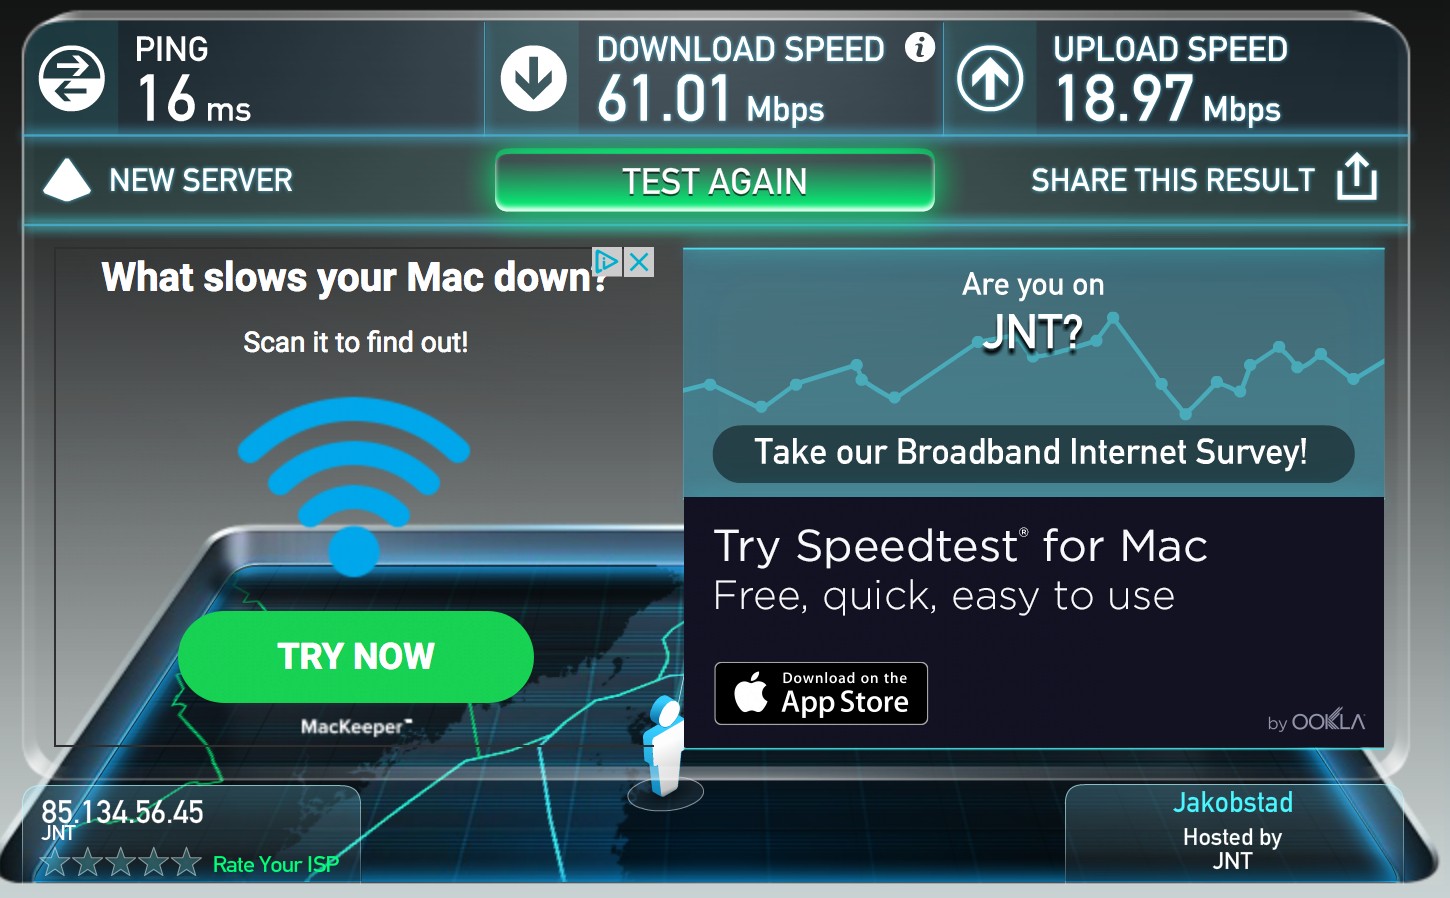 PING
16 ms
DOWNLOAD SPEED
61.01 Mbps
UPLOAD SPEED
18.97 Mbps
NEW SERVER
TEST AGAIN
SHARE THIS RESULT
What slows your Mac down?
Scan it to find out!
TRY NOW
MacKeeper™
Are you on
JNT?
Take our Broadband Internet Survey!
Try Speedtest® for Mac
Free, quick, easy to use
Download on the
App Store
by OOKLA
85.134.56.45
JNT
Rate Your ISP
Jakobstad
Hosted by
JNT